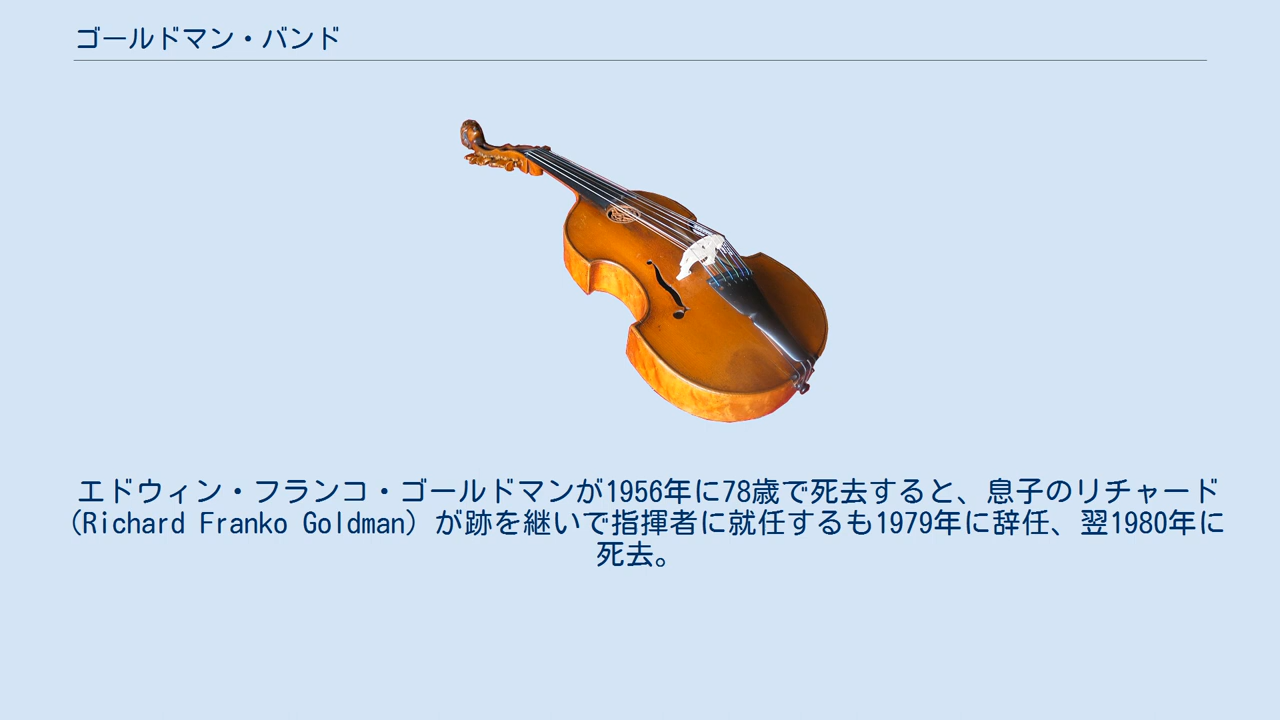 ゴールドマン・バンド
エドウィン・フランコ・ゴールドマンが1956年に78歳で死去すると、息子のリチャード
(Richard Franko Goldman) が跡を継いで指揮者に就任するも1979年に辞任、翌1980年に
死去。